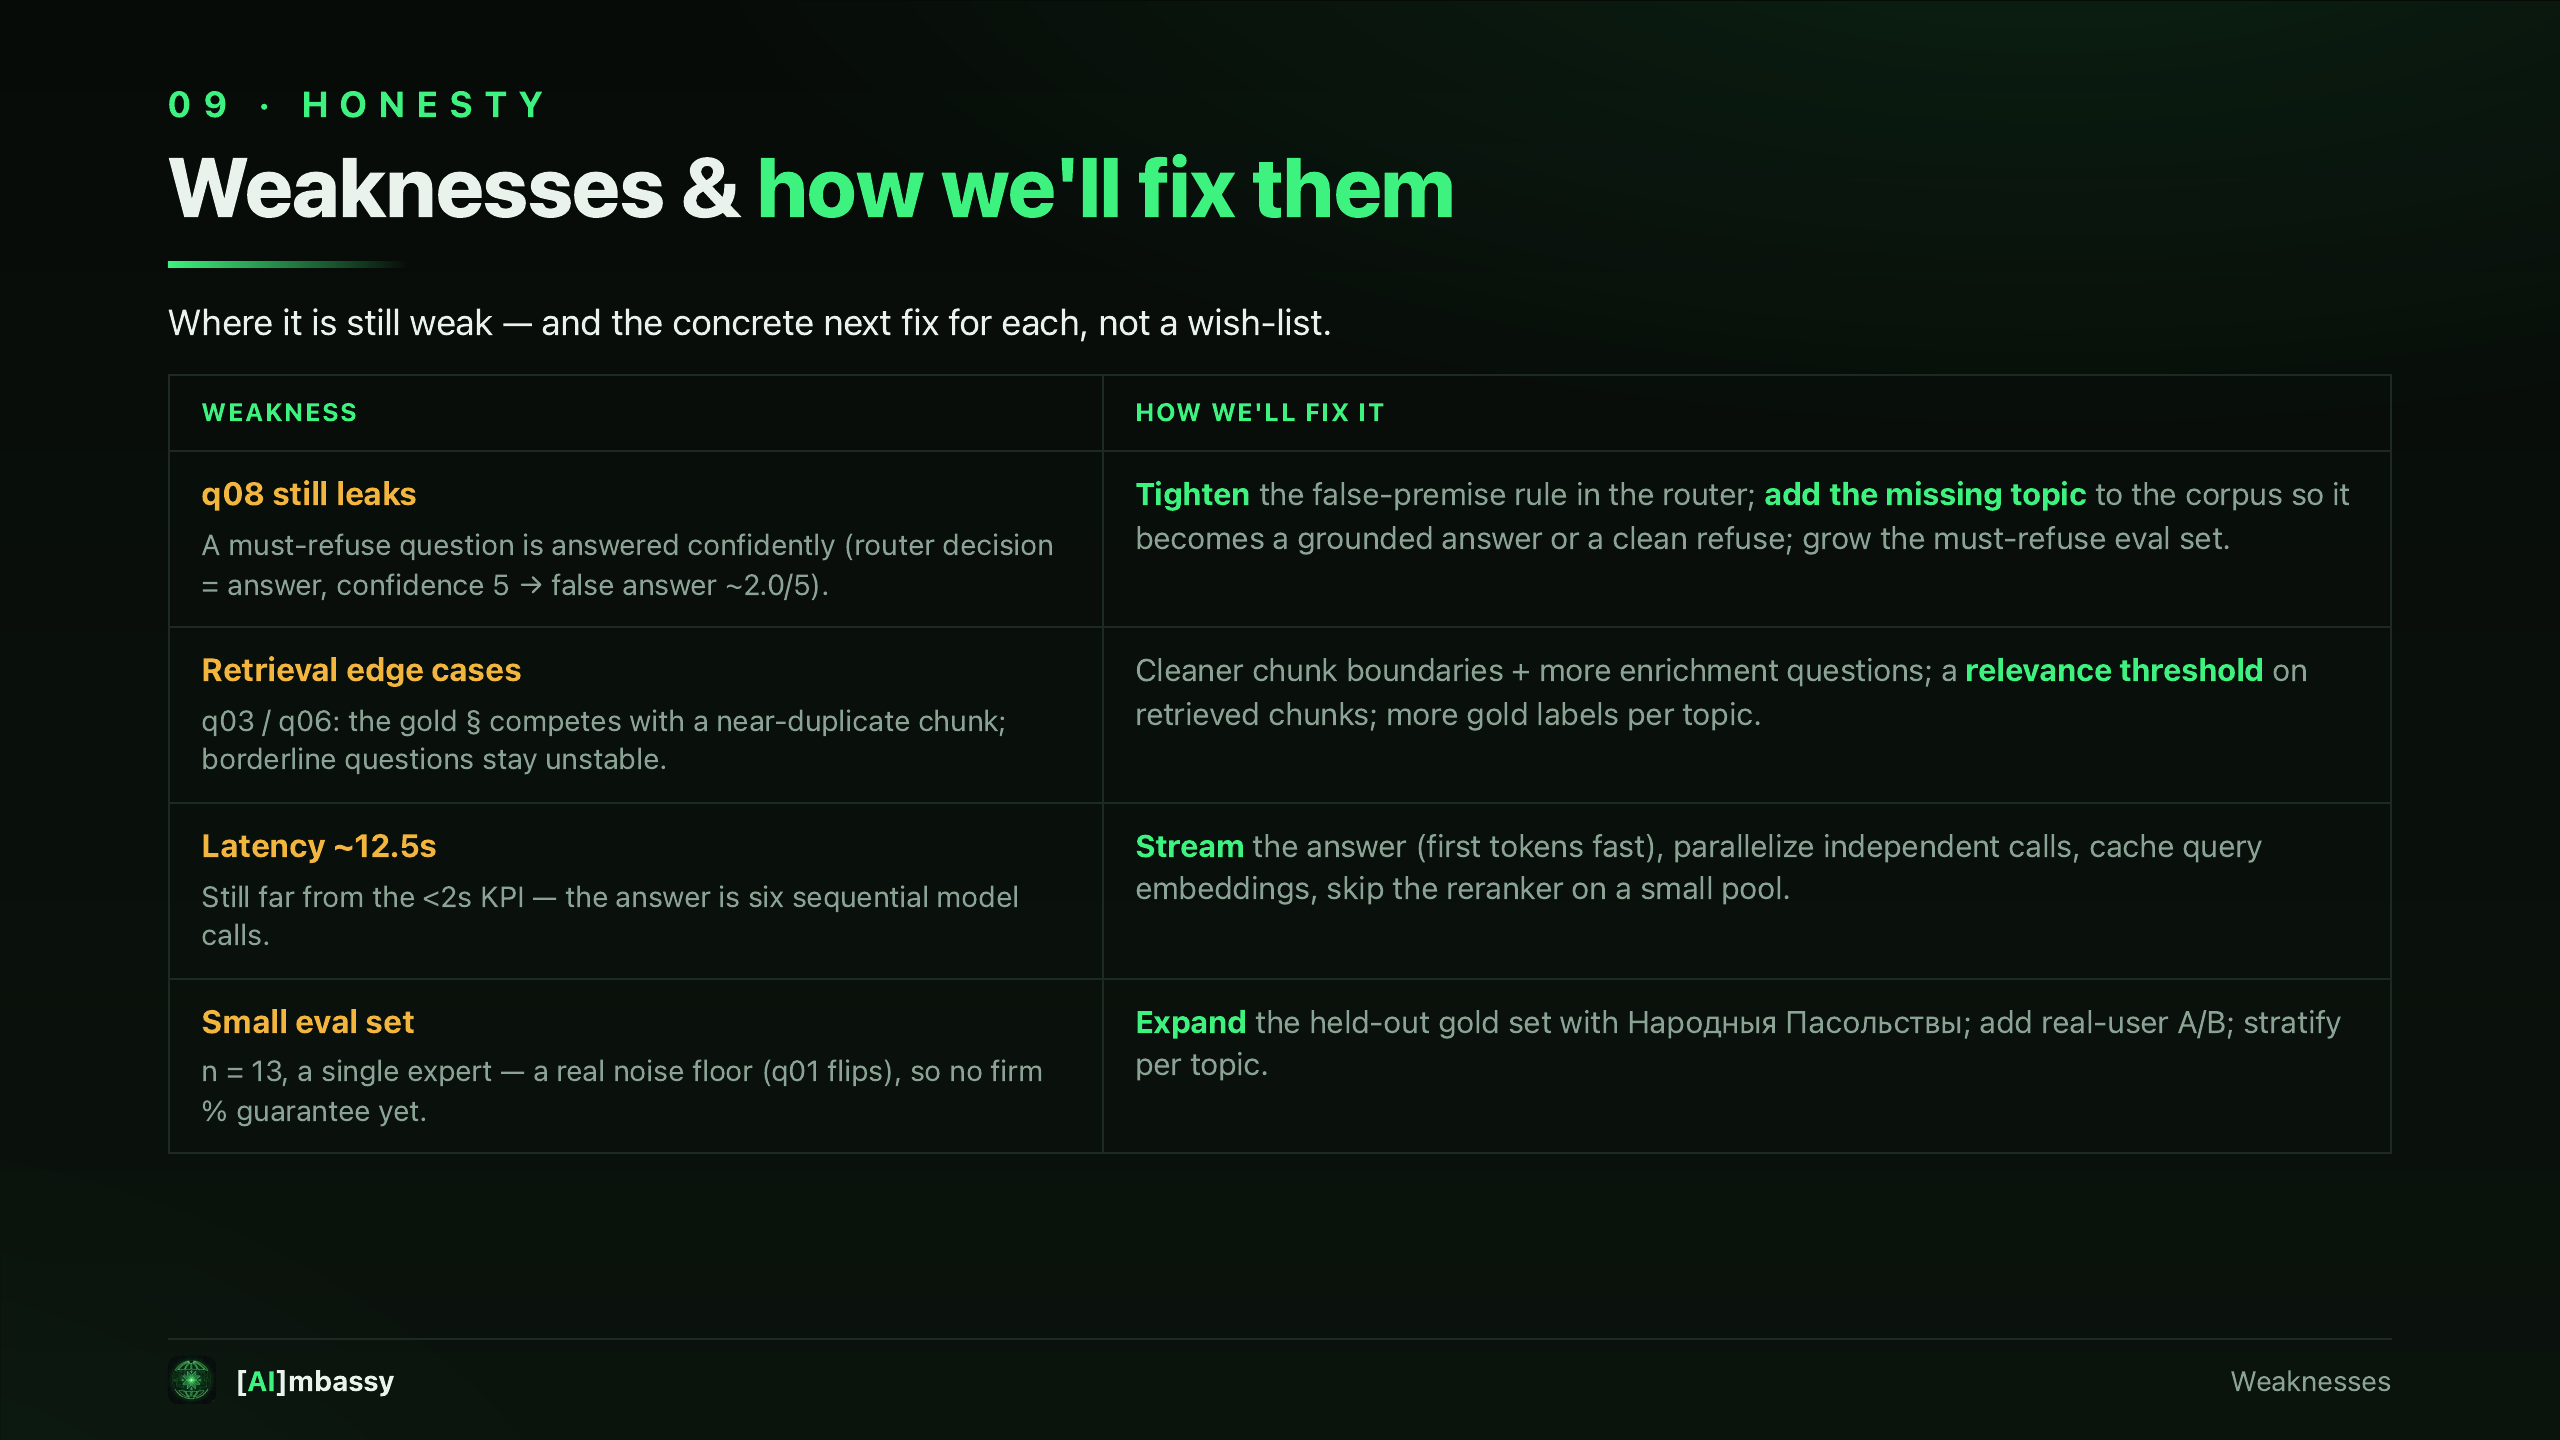 09 · HONESTY
Weaknesses & how we'll fix them
Where it is still weak — and the concrete next fix for each, not a wish-list.
WEAKNESS
HOW WE'LL FIX IT
q08 still leaks
A must-refuse question is answered confidently (router decision
= answer, confidence 5 → false answer ~2.0/5).
Tighten the false-premise rule in the router; add the missing topic to the corpus so it
becomes a grounded answer or a clean refuse; grow the must-refuse eval set.
Retrieval edge cases
q03 / q06: the gold § competes with a near-duplicate chunk;
borderline questions stay unstable.
Cleaner chunk boundaries + more enrichment questions; a relevance threshold on
retrieved chunks; more gold labels per topic.
Latency ~12.5s
Still far from the <2s KPI — the answer is six sequential model
calls.
Stream the answer (first tokens fast), parallelize independent calls, cache query
embeddings, skip the reranker on a small pool.
Small eval set
n = 13, a single expert — a real noise floor (q01 flips), so no firm
% guarantee yet.
Expand the held-out gold set with Народныя Пасольствы; add real-user A/B; stratify
per topic.
[AI]mbassy
Weaknesses